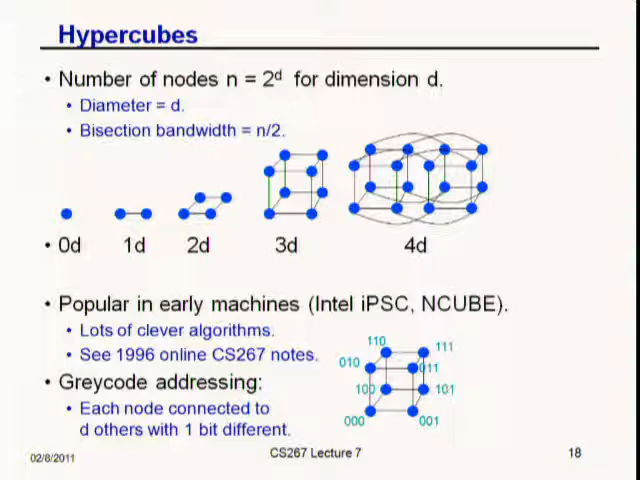 Hypercubes
• Number of nodes n = 2ᵈ for dimension d.
• Diameter = d.
• Bisection bandwidth = n/2.
• 0d 1d 2d 3d 4d
• Popular in early machines (Intel iPSC, NCUBE).
• Lots of clever algorithms.
• See 1996 online CS267 notes.
• Greycode addressing:
• Each node connected to
d others with 1 bit different.
110 111
010 011
100 101
000 001
02/8/2011 CS267 Lecture 7 18